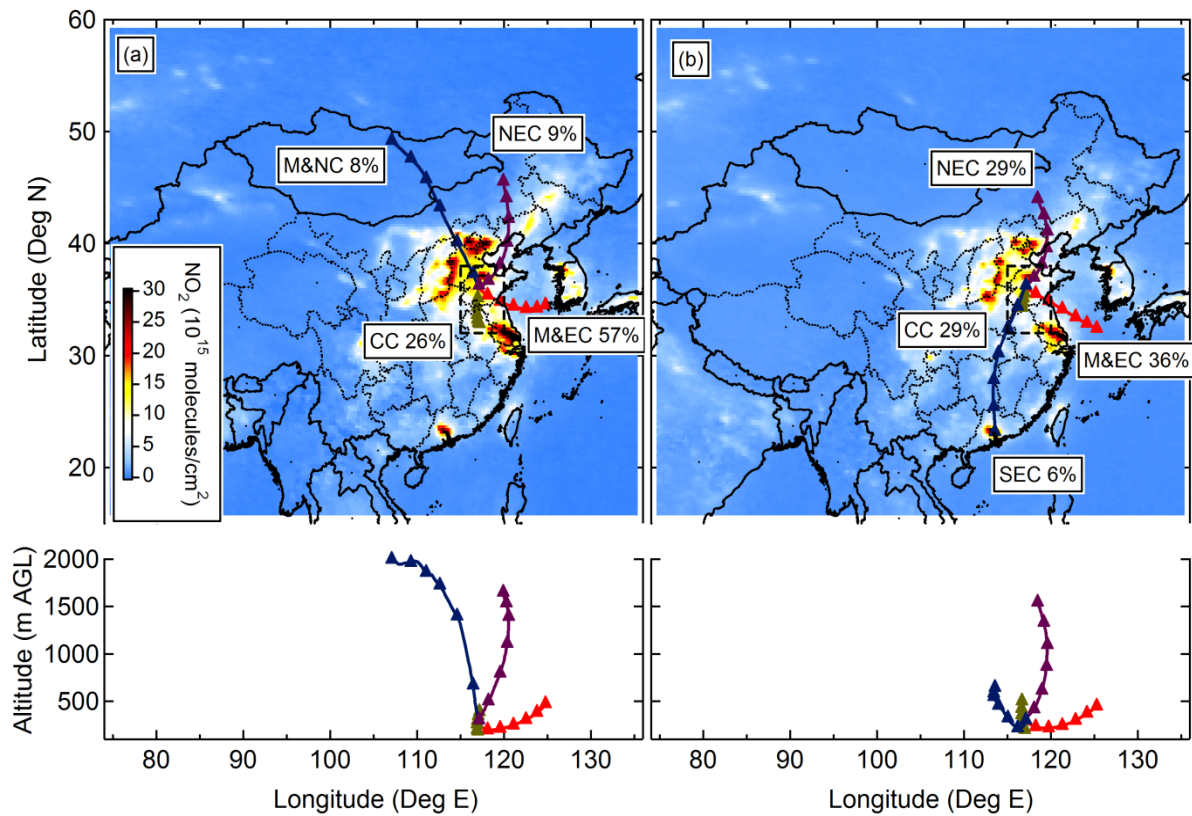 60
50
40
30
20
Latitude (Deg N)
(a)
M&NC 8%
NEC 9%
CC 26%
M&EC 57%
30
25
20
15
10
5
0
NO2 (10^15 molecules/cm^2)
(b)
NEC 29%
CC 29%
M&EC 36%
SEC 6%
2000
1500
1000
500
Altitude (m AGL)
80 90 100 110 120 130
80 90 100 110 120 130
Longitude (Deg E)
Longitude (Deg E)